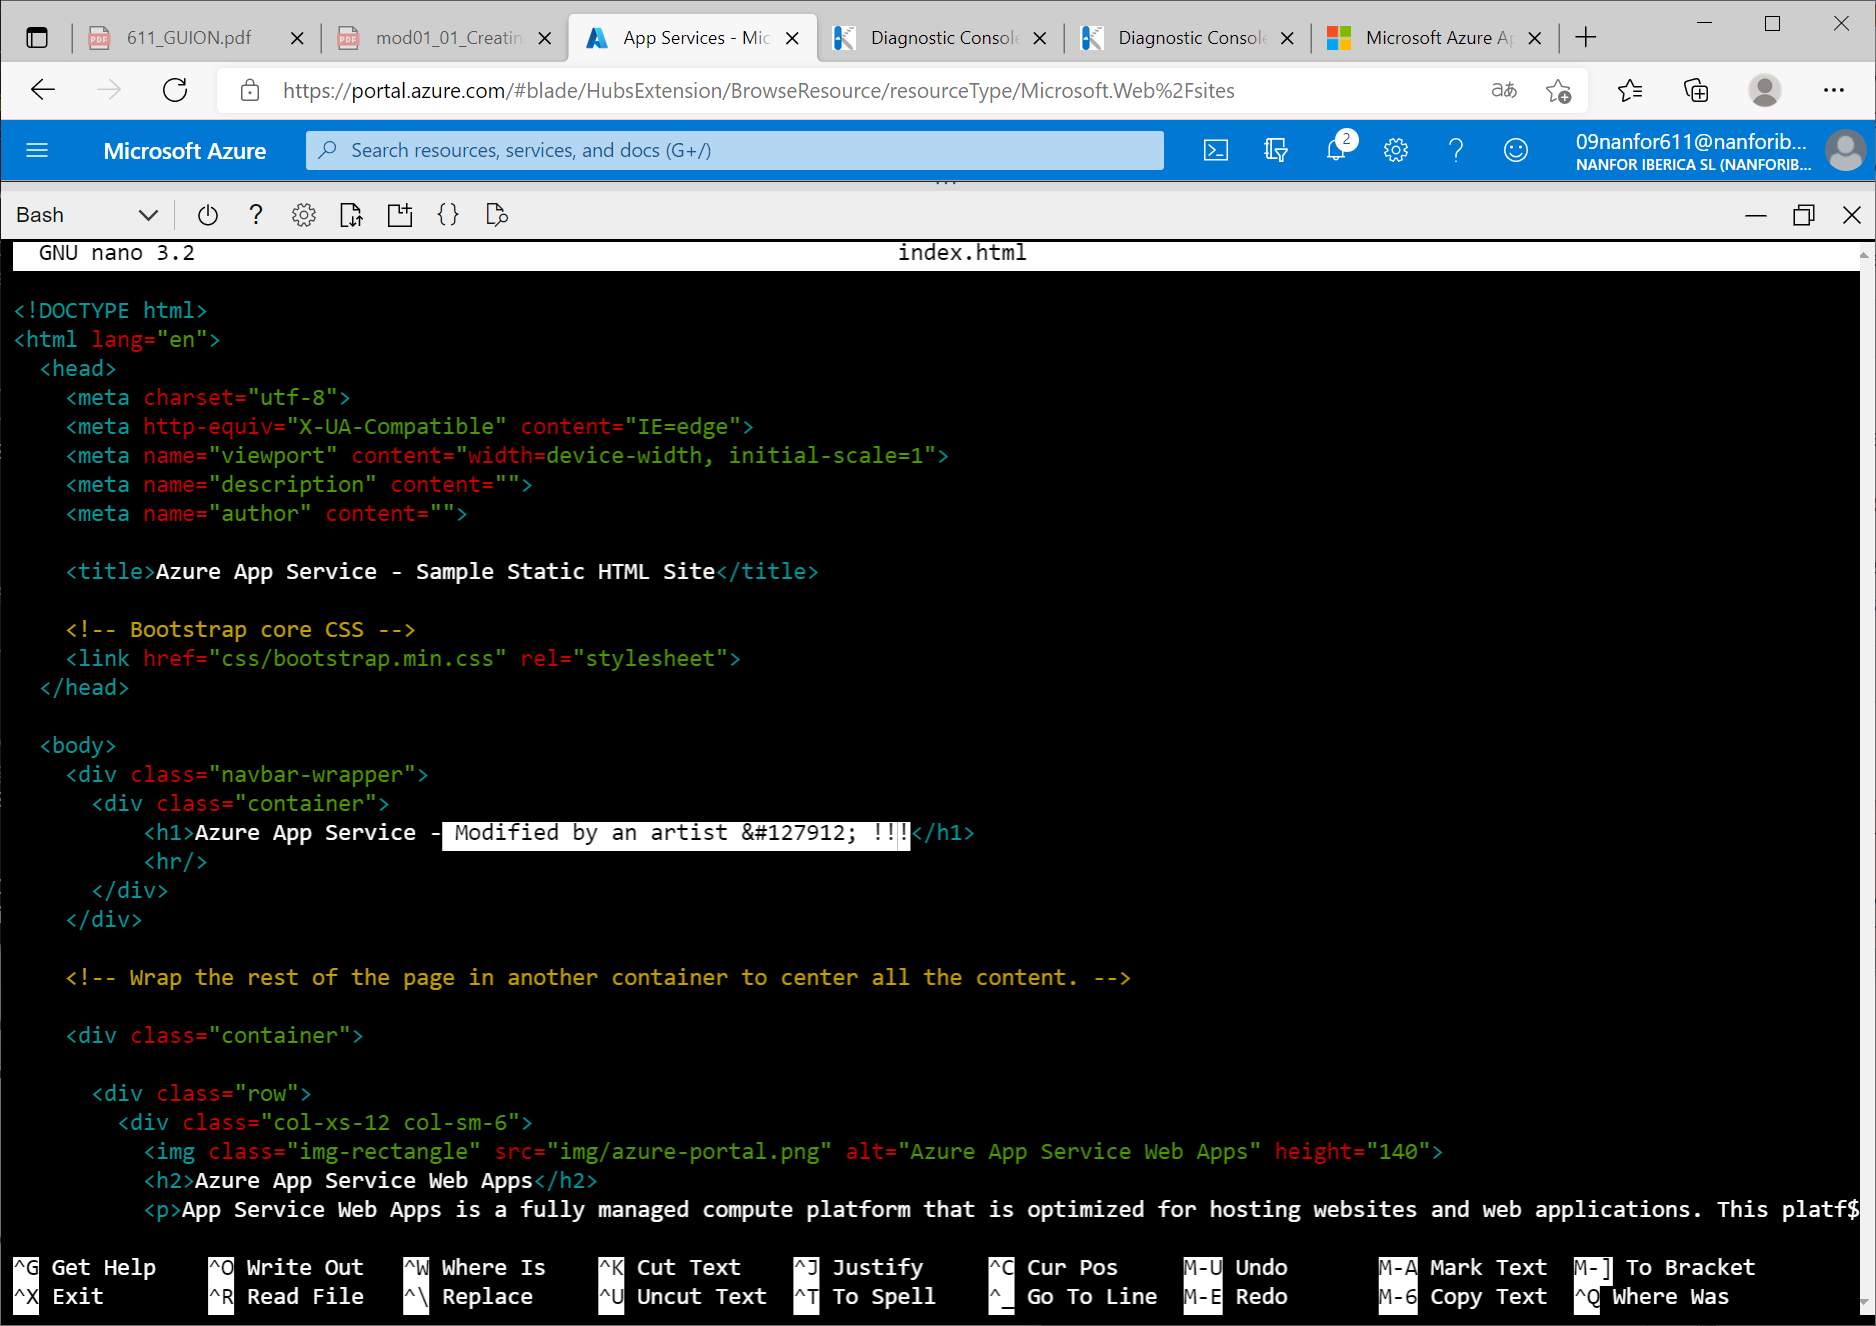 611_GUION.pdf
mod01_01_Creatin
App Services - Mic
Diagnostic Console
Diagnostic Console
Microsoft Azure Ap
https://portal.azure.com/#blade/HubsExtension/BrowseResource/resourceType/Microsoft.Web%2Fsites
Microsoft Azure
Search resources, services, and docs (G+/)
2
09nanfor611@nanforib...
NANFOR IBERICA SL (NANFORIB...
Bash
GNU nano 3.2 index.html
<!DOCTYPE html>
<html lang="en">
<head>
<meta charset="utf-8">
<meta http-equiv="X-UA-Compatible" content="IE=edge">
<meta name="viewport" content="width=device-width, initial-scale=1">
<meta name="description" content="">
<meta name="author" content="">
<title>Azure App Service - Sample Static HTML Site</title>
<!-- Bootstrap core CSS -->
<link href="css/bootstrap.min.css" rel="stylesheet">
</head>
<body>
<div class="navbar-wrapper">
<div class="container">
<h1>Azure App Service - Modified by an artist &#127912; !!!</h1>
<hr/>
</div>
</div>
<!-- Wrap the rest of the page in another container to center all the content. -->
<div class="container">
<div class="row">
<div class="col-xs-12 col-sm-6">
<img class="img-rectangle" src="img/azure-portal.png" alt="Azure App Service Web Apps" height="140">
<h2>Azure App Service Web Apps</h2>
<p>App Service Web Apps is a fully managed compute platform that is optimized for hosting websites and web applications. This platf$
^G Get Help ^O Write Out ^W Where Is ^K Cut Text ^J Justify ^C Cur Pos M-U Undo M-A Mark Text M-] To Bracket
^X Exit ^R Read File ^\ Replace ^U Uncut Text ^T To Spell ^_ Go To Line M-E Redo M-6 Copy Text ^Q Where Was